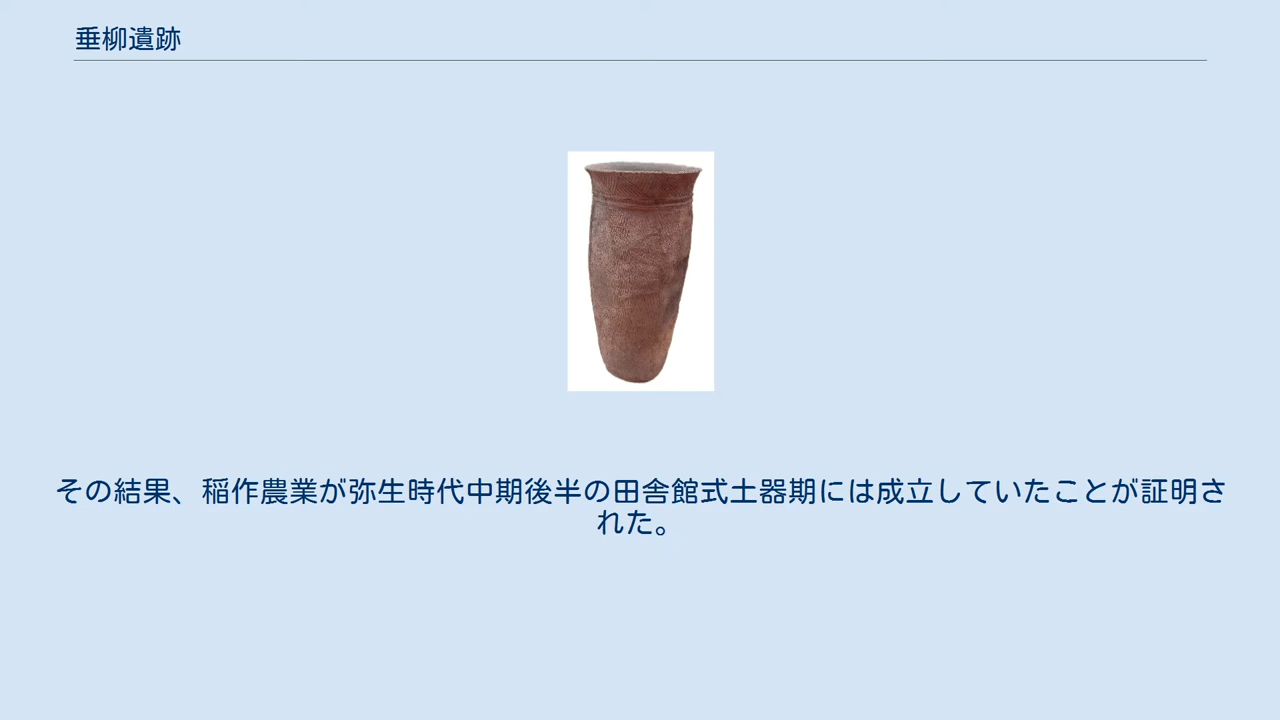 垂柳遺跡
その結果、稲作農業が弥生時代中期後半の田舎館式土器期には成立していたことが証明さ
れた。